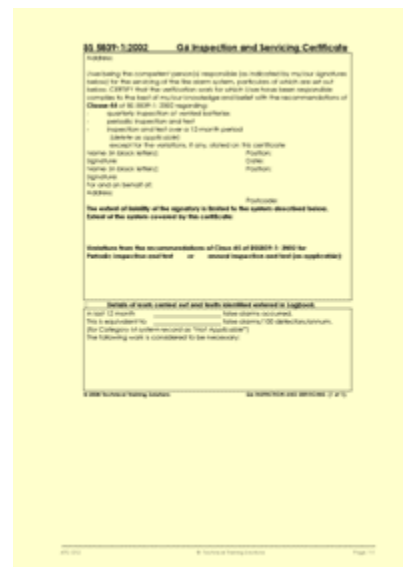 BS 5839-1:2002 G6 Inspection and Servicing Certificate
Address:
I/we being the competent person(s) responsible (as indicated by my/our signatures
below) for the servicing of the fire alarm system, particulars of which are set out
below, CERTIFY that the said work for which I/we have been responsible
complies to the best of my/our knowledge and belief with the recommendations of
Clause 45 of BS 5839-1: 2002 regarding:
quarterly inspection of vented batteries
periodic inspection and test
inspection and test over a 12 month period
(delete as applicable)
except for the variations, if any, stated on this certificate
Name (in block letters): Position:
Signature: Date:
Name (in block letters): Position:
Signature:
For and on behalf of:
Address:
Postcode:
The extent of liability of the signatory is limited to the system described below.
Extent of the system covered by this certificate:
Variations from the recommendations of Clause 45 of BS5839-1: 2002 for
Periodic inspection and test or annual inspection and test (as applicable):
Details of work carried out and faults identified entered in Logbook.
In last 12 month false alarms occurred.
This is equivalent to false alarms/100 detectors/annum.
(for Category M system record as "Not Applicable")
The following work is considered to be necessary:
Technical Training Solutions
G6 INSPECTION AND SERVICING (1 of 1)
© Technical Training Solutions